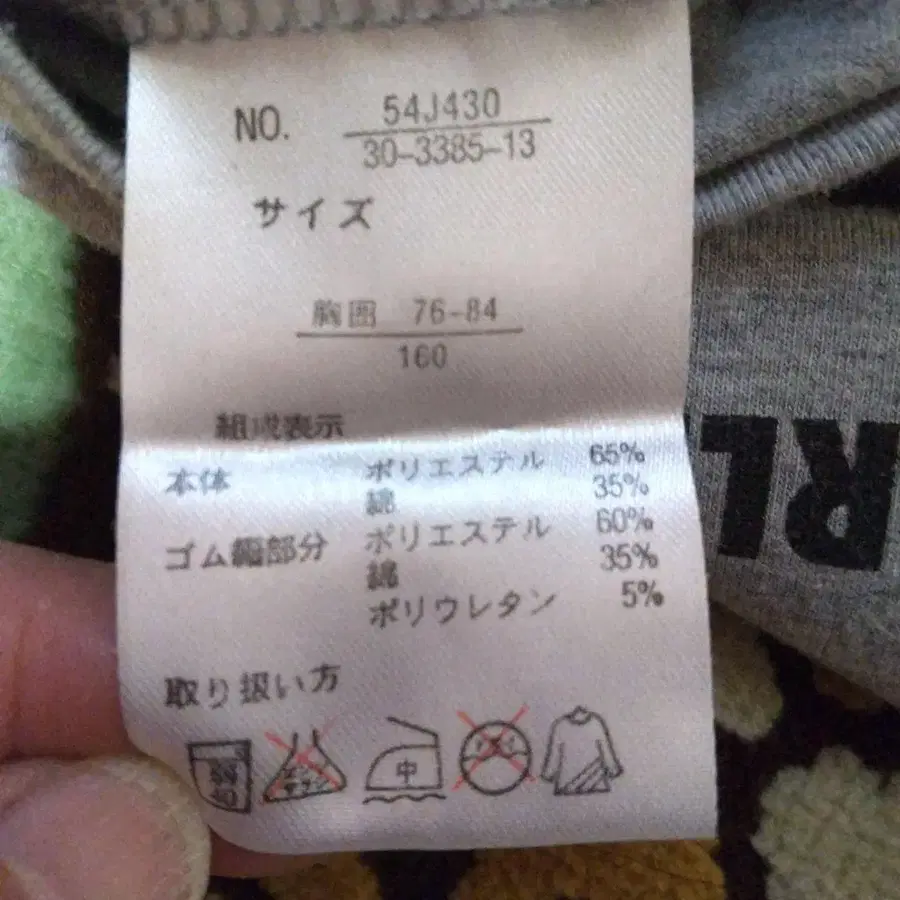 NO. 54J430
30-3385-13
サイズ
胸囲 76-84
160
組成表示
本体 ポリエステル 65%
綿 35%
ゴム編部分 ポリエステル 60%
綿 35%
ポリウレタン 5%
取り扱い方
中
RL